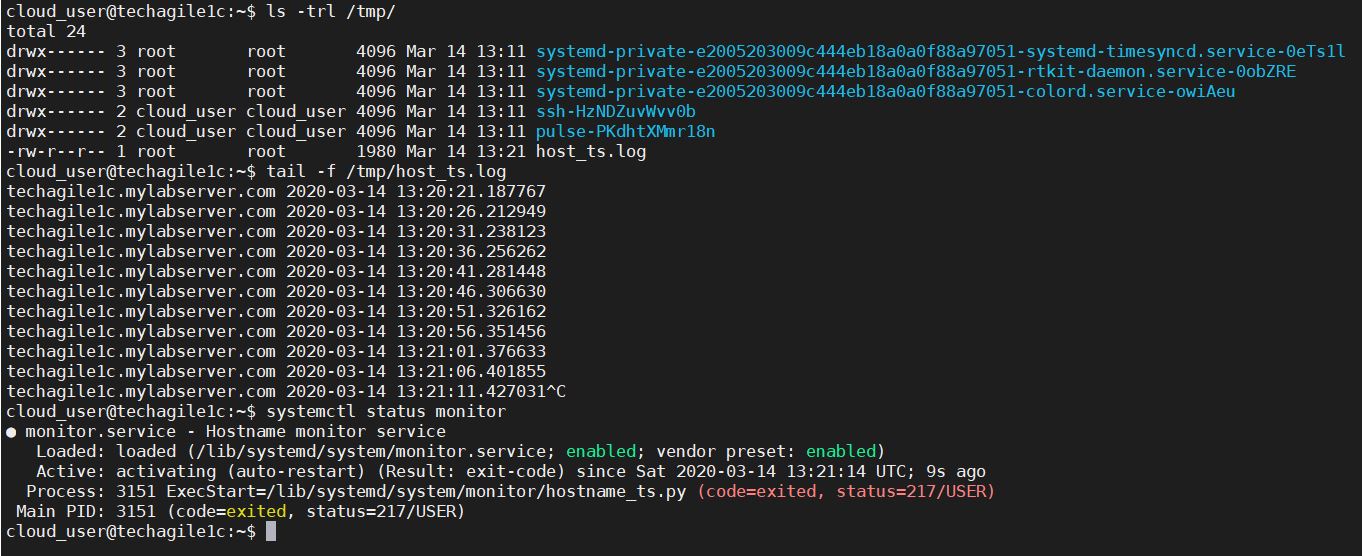 cloud_user@techagile1c:~$ ls -trl /tmp/
total 24
drwx------ 3 root       root       4096 Mar 14 13:11 systemd-private-e2005203009c444eb18a0a0f88a97051-systemd-timesyncd.service-0eTs1l
drwx------ 3 root       root       4096 Mar 14 13:11 systemd-private-e2005203009c444eb18a0a0f88a97051-rtkit-daemon.service-0obZRE
drwx------ 3 root       root       4096 Mar 14 13:11 systemd-private-e2005203009c444eb18a0a0f88a97051-colord.service-owiAeu
drwx------ 2 cloud_user cloud_user 4096 Mar 14 13:11 ssh-HzNDZuvWvv0b
drwx------ 2 cloud_user cloud_user 4096 Mar 14 13:11 pulse-PKdhtXMmr18n
-rw-r--r-- 1 root       root       1980 Mar 14 13:21 host_ts.log
cloud_user@techagile1c:~$ tail -f /tmp/host_ts.log
techagile1c.mylabserver.com 2020-03-14 13:20:21.187767
techagile1c.mylabserver.com 2020-03-14 13:20:26.212949
techagile1c.mylabserver.com 2020-03-14 13:20:31.238123
techagile1c.mylabserver.com 2020-03-14 13:20:36.256262
techagile1c.mylabserver.com 2020-03-14 13:20:41.281448
techagile1c.mylabserver.com 2020-03-14 13:20:46.306630
techagile1c.mylabserver.com 2020-03-14 13:20:51.326162
techagile1c.mylabserver.com 2020-03-14 13:20:56.351456
techagile1c.mylabserver.com 2020-03-14 13:21:01.376633
techagile1c.mylabserver.com 2020-03-14 13:21:06.401855
techagile1c.mylabserver.com 2020-03-14 13:21:11.427031^C
cloud_user@techagile1c:~$ systemctl status monitor
● monitor.service - Hostname monitor service
   Loaded: loaded (/lib/systemd/system/monitor.service; enabled; vendor preset: enabled)
   Active: activating (auto-restart) (Result: exit-code) since Sat 2020-03-14 13:21:14 UTC; 9s ago
  Process: 3151 ExecStart=/lib/systemd/system/monitor/hostname_ts.py (code=exited, status=217/USER)
 Main PID: 3151 (code=exited, status=217/USER)
cloud_user@techagile1c:~$